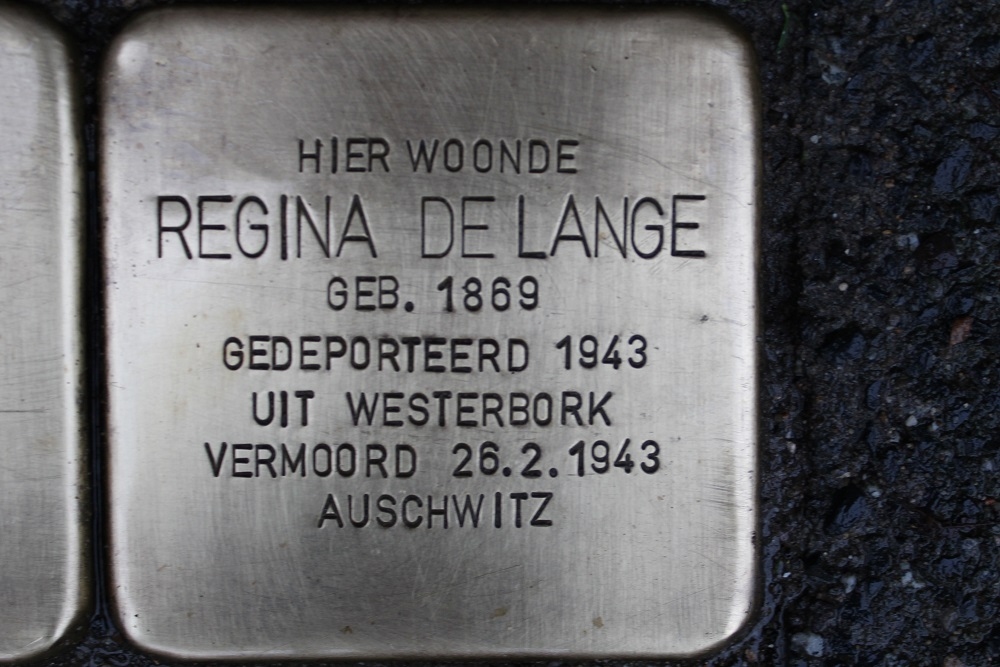 HIER WOONDE
REGINA DE LANGE
GEB. 1869
GEDEPORTEERD 1943
UIT WESTERBORK
VERMOORD 26.2.1943
AUSCHWITZ